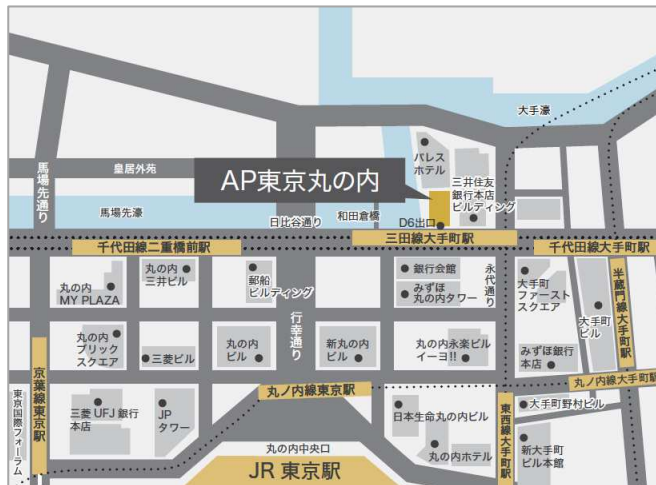 大手濠
パレス
ホテル
馬場先通り
皇居外苑
AP東京丸の内
三井住友
銀行本店
ビルディング
馬場先濠
日比谷通り
和田倉橋
D6出口
千代田線二重橋前駅
三田線大手町駅
千代田線大手町駅
丸の内
MY PLAZA
丸の内
三井ビル
郵船
ビルディング
行幸通り
銀行会館
みずほ
丸の内タワー
永代通り
大手町
ファースト
スクエア
大手町
ビル
半蔵門線大手町駅
丸の内
ブリック
スクエア
三菱ビル
丸の内
ビル
新丸の内
ビル
丸の内永楽ビル
イーヨ!!
みずほ銀行
本店
京葉線東京駅
丸ノ内線東京駅
丸ノ内線大手町駅
東京国際フォーラム
三菱UFJ銀行
本店
JP
タワー
日本生命丸の内ビル
東西線大手町駅
大手町野村ビル
丸の内中央口
丸の内ホテル
新大手町
ビル本館
JR 東京駅